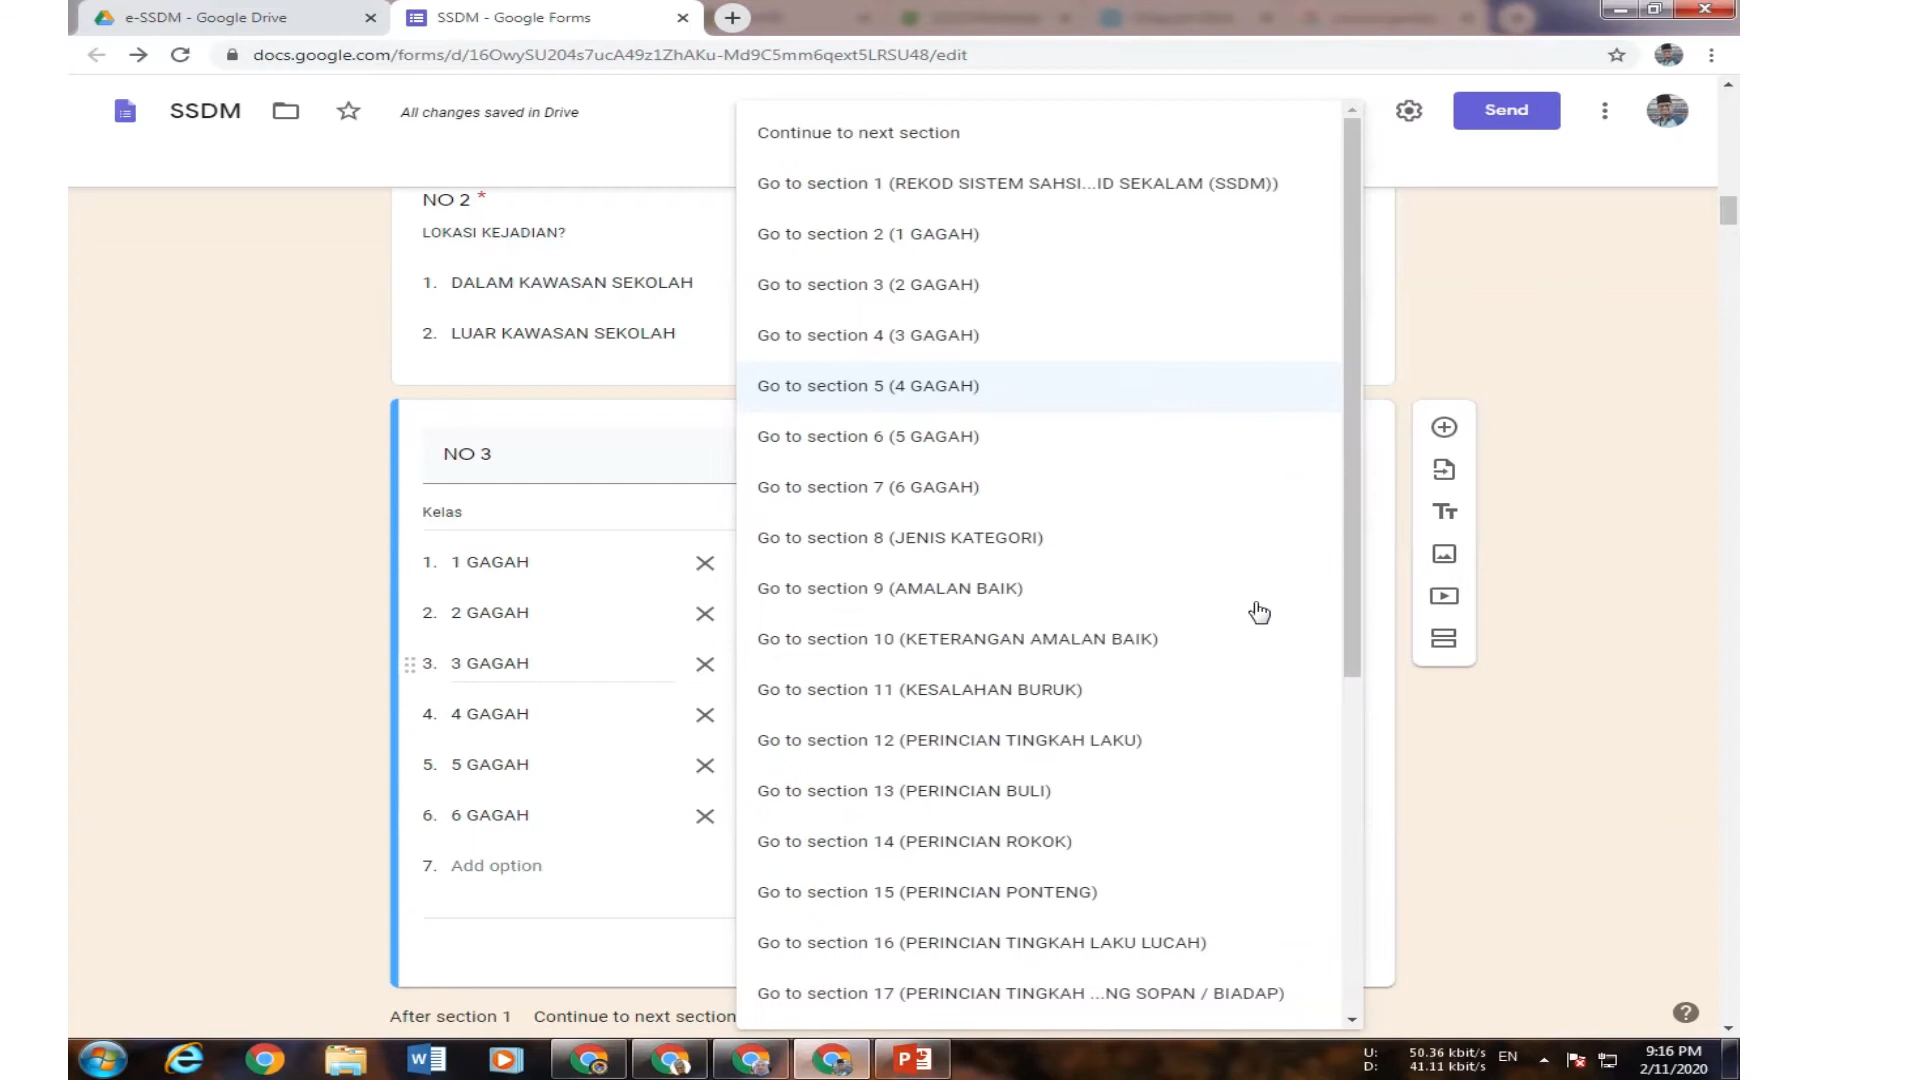 e-SSDM - Google Drive
SSDM - Google Forms
docs.google.com/forms/d/16OwySU204s7ucA49z1ZhAKu-Md9C5mm6qext5LRSU48/edit
SSDM
All changes saved in Drive
Send
NO 2 *
LOKASI KEJADIAN?
1. DALAM KAWASAN SEKOLAH
2. LUAR KAWASAN SEKOLAH
NO 3
Kelas
1. 1 GAGAH
2. 2 GAGAH
3. 3 GAGAH
4. 4 GAGAH
5. 5 GAGAH
6. 6 GAGAH
7. Add option
After section 1 Continue to next section
Continue to next section
Go to section 1 (REKOD SISTEM SAHSI...ID SEKALAM (SSDM))
Go to section 2 (1 GAGAH)
Go to section 3 (2 GAGAH)
Go to section 4 (3 GAGAH)
Go to section 5 (4 GAGAH)
Go to section 6 (5 GAGAH)
Go to section 7 (6 GAGAH)
Go to section 8 (JENIS KATEGORI)
Go to section 9 (AMALAN BAIK)
Go to section 10 (KETERANGAN AMALAN BAIK)
Go to section 11 (KESALAHAN BURUK)
Go to section 12 (PERINCIAN TINGKAH LAKU)
Go to section 13 (PERINCIAN BULI)
Go to section 14 (PERINCIAN ROKOK)
Go to section 15 (PERINCIAN PONTENG)
Go to section 16 (PERINCIAN TINGKAH LAKU LUCAH)
Go to section 17 (PERINCIAN TINGKAH ...NG SOPAN / BIADAP)
U: 50.36 kbit/s
D: 41.11 kbit/s
EN
9:16 PM
2/11/2020